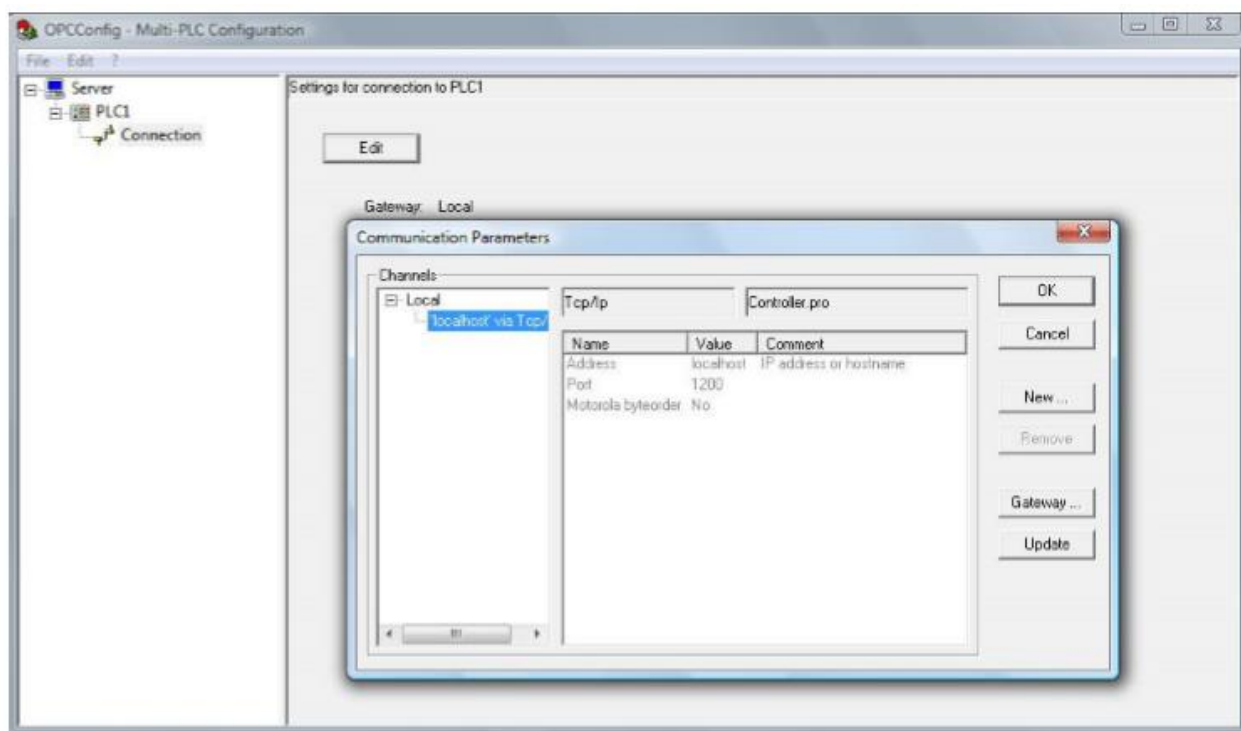 OPCConfig - Multi-PLC Configuration
File Edit ?
Server
PLC1
Connection
Settings for connection to PLC1
Edit
Gateway: Local
Communication Parameters
Channels
Local
'localhost' via Tcp/
Tcp/Ip
Controller.pro
Name Value Comment
Address localhost IP address or hostname
Port 1200
Motorola byteorder No
OK
Cancel
New ...
Remove
Gateway ...
Update